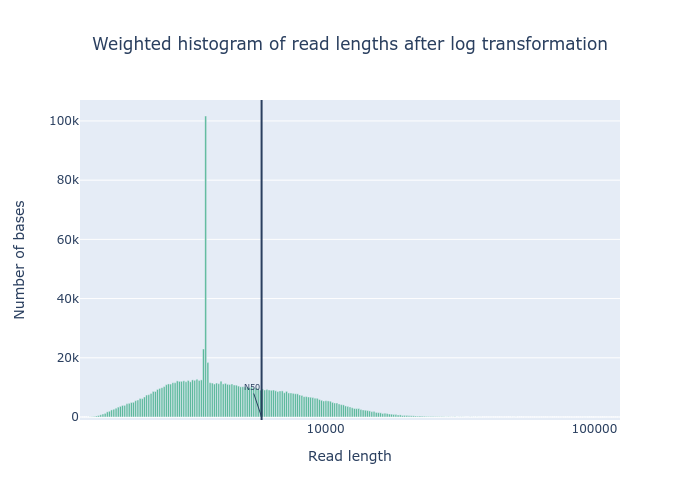 Weighted histogram of read lengths after log transformation
Number of bases
100k
80k
60k
40k
20k
0
N50
10000
100000
Read length